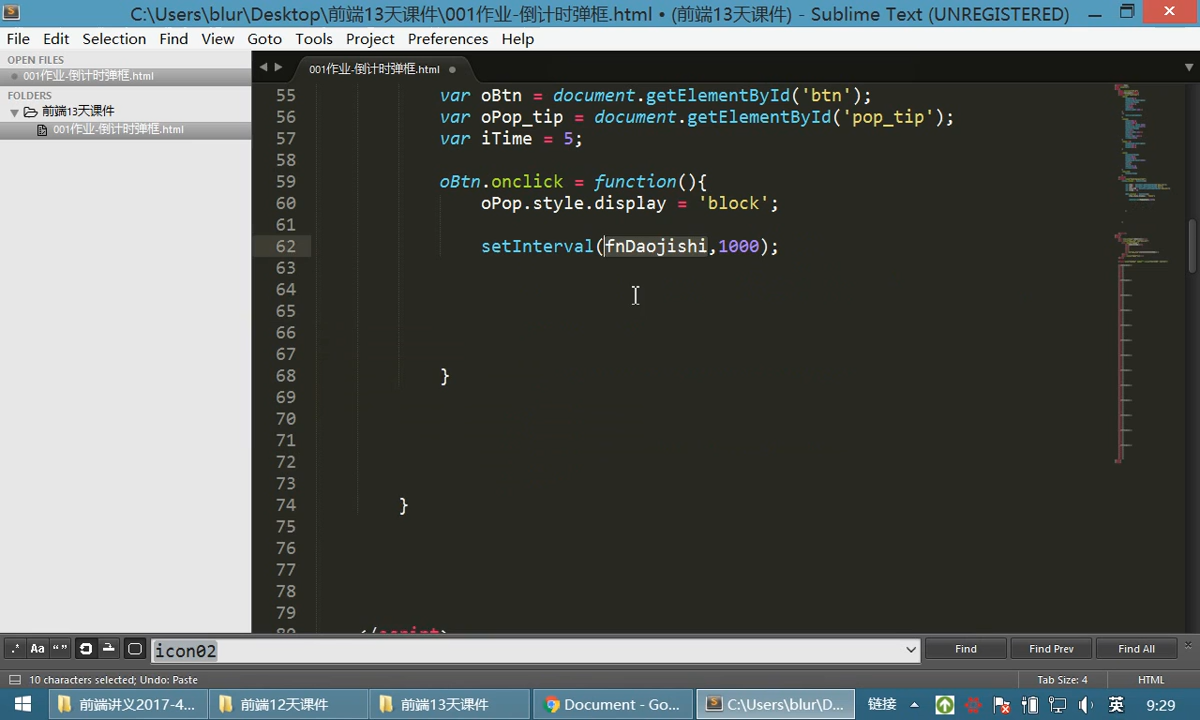 C:\Users\blur\Desktop\前端13天课件\001作业-倒计时弹框.html • (前端13天课件) - Sublime Text (UNREGISTERED)
File Edit Selection Find View Goto Tools Project Preferences Help
OPEN FILES
001作业-倒计时弹框.html
FOLDERS
前端13天课件
001作业-倒计时弹框.html
001作业-倒计时弹框.html
55 var oBtn = document.getElementById('btn');
56 var oPop_tip = document.getElementById('pop_tip');
57 var iTime = 5;
58
59 oBtn.onclick = function(){
60 oPop.style.display = 'block';
61
62 setInterval(fnDaojishi,1000);
63
64
65
66
67
68 }
69
70
71
72
73
74 }
75
76
77
78
79
80 </script>
.* Aa “”
icon02
Find Find Prev Find All
10 characters selected; Undo: Paste Tab Size: 4 HTML
前端讲义2017-4... 前端12天课件 前端13天课件 Document - Go... C:\Users\blur\D... 链接 英 9:29